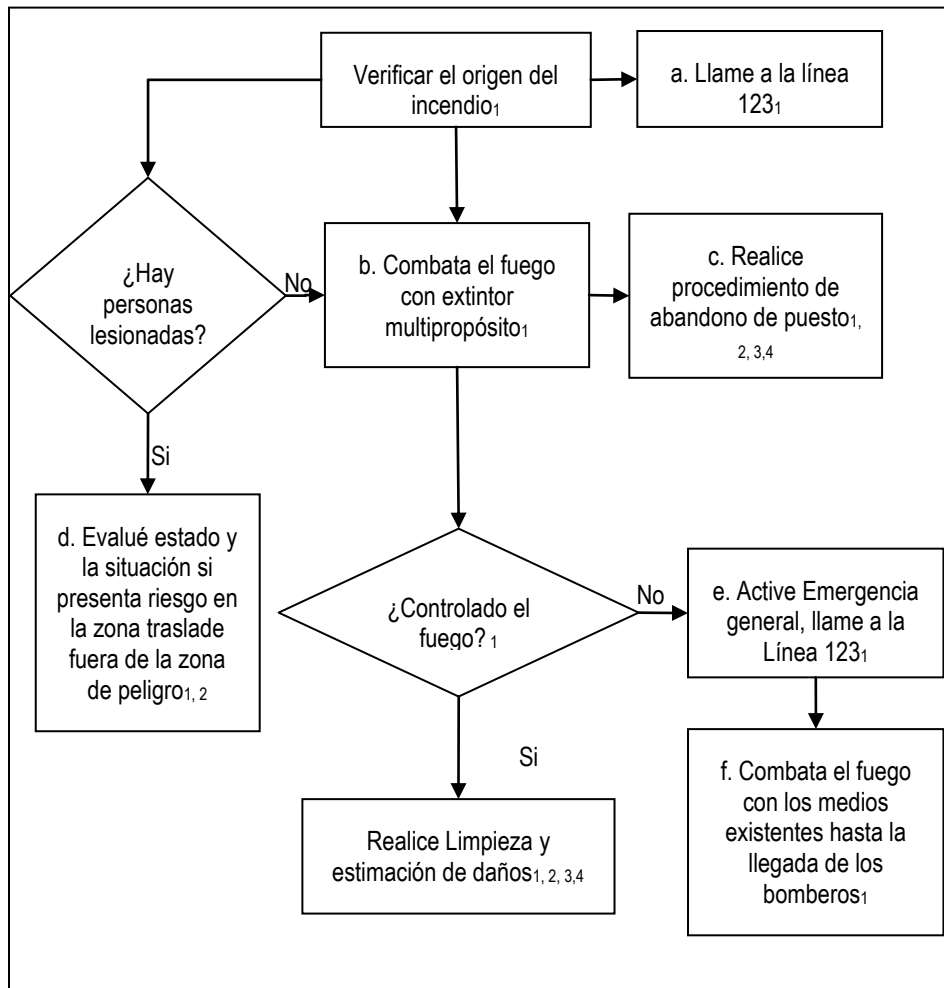 Verificar el origen del
incendio1
a. Llame a la línea
1231
¿Hay
personas
lesionadas?
No
b. Combata el fuego
con extintor
multipropósito1
c. Realice
procedimiento de
abandono de puesto1,
2, 3,4
Si
d. Evalué estado y
la situación si
presenta riesgo en
la zona traslade
fuera de la zona
de peligro1, 2
¿Controlado el
fuego? 1
No
e. Active Emergencia
general, llame a la
Línea 1231
Si
f. Combata el fuego
con los medios
existentes hasta la
llegada de los
bomberos1
Realice Limpieza y
estimación de daños1, 2, 3,4